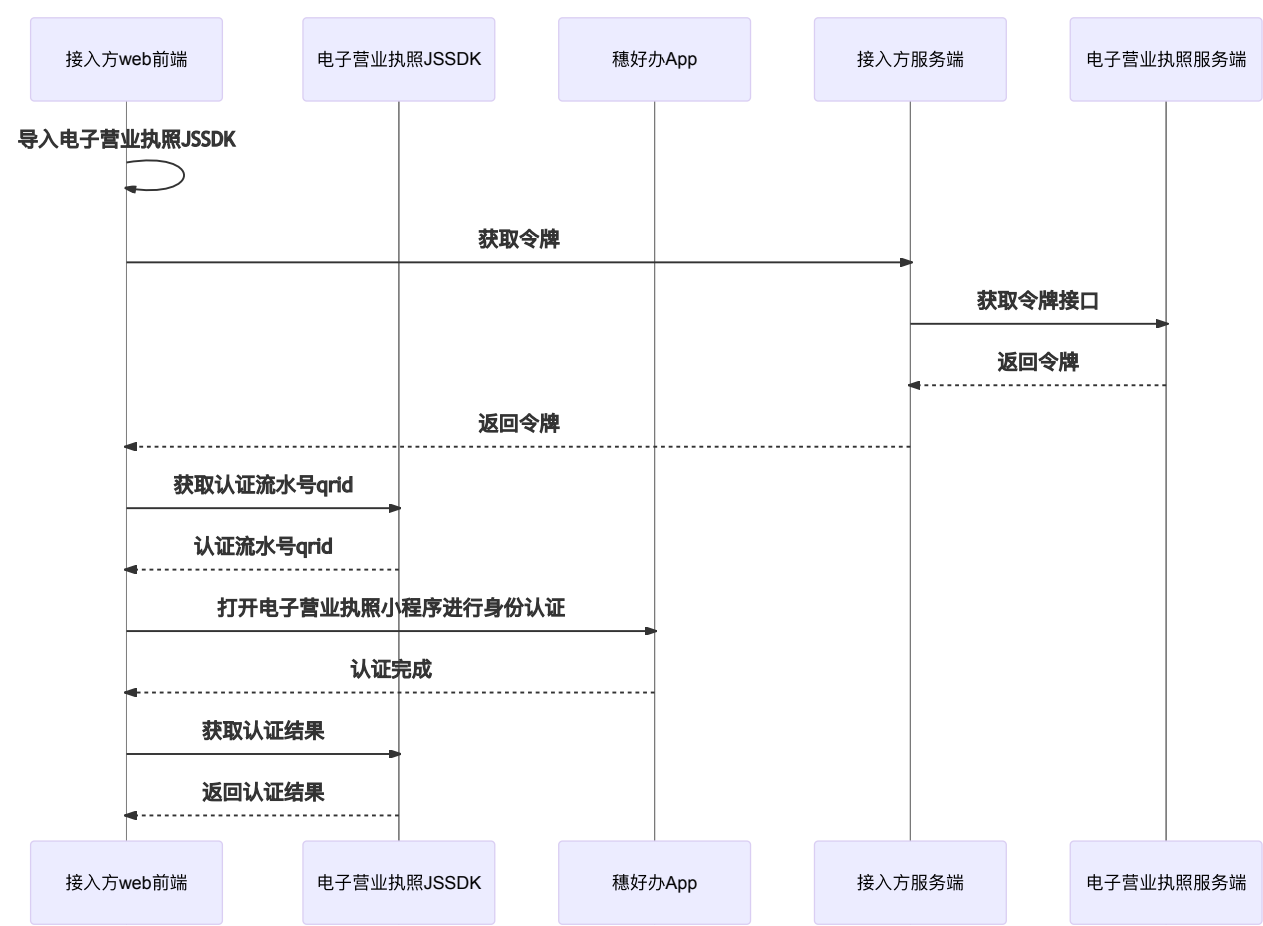 接入方web前端
电子营业执照JSSDK
穗好办App
接入方服务端
电子营业执照服务端
导入电子营业执照JSSDK
获取令牌
获取令牌接口
返回令牌
返回令牌
获取认证流水号qrid
认证流水号qrid
打开电子营业执照小程序进行身份认证
认证完成
获取认证结果
返回认证结果
接入方web前端
电子营业执照JSSDK
穗好办App
接入方服务端
电子营业执照服务端